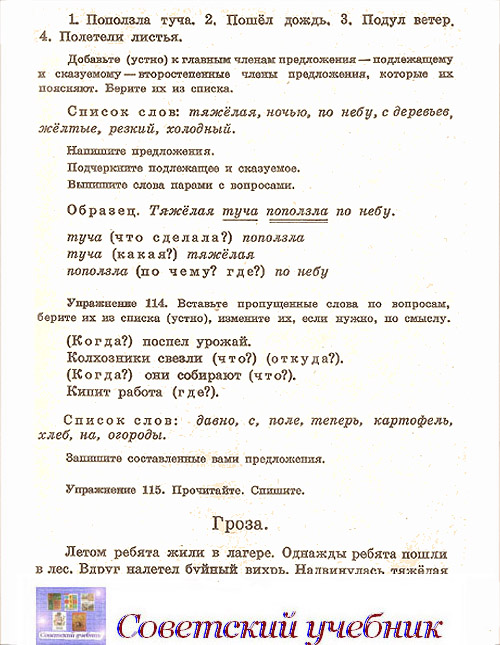 1. Поползла туча. 2. Пошёл дождь. 3. Подул ветер.
4. Полетели листья.
Добавьте (устно) к главным членам предложения — подлежащему
и сказуемому — второстепенные члены предложения, которые их
поясняют. Берите их из списка.
Список слов: тяжёлая, ночью, по небу, с деревьев,
жёлтые, резкий, холодный.
Напишите предложения.
Подчеркните подлежащее и сказуемое.
Выпишите слова парами с вопросами.
Образец. Тяжёлая туча поползла по небу.
туча (что сделала?) поползла
туча (какая?) тяжёлая
поползла (по чему? где?) по небу
Упражнение 114. Вставьте пропущенные слова по вопросам,
берите их из списка (устно), измените их, если нужно, по смыслу.
(Когда?) поспел урожай.
Колхозники свезли (что?) (откуда?).
(Когда?) они собирают (что?).
Кипит работа (где?).
Список слов: давно, с, поле, теперь, картофель,
хлеб, на, огороды.
Запишите составленные вами предложения.
Упражнение 115. Прочитайте. Спишите.
Гроза.
Летом ребята жили в лагере. Однажды ребята пошли
в лес. Вдруг налетел буйный вихрь. Надвинулась тяжёлая
Советский учебник
Советский учебник